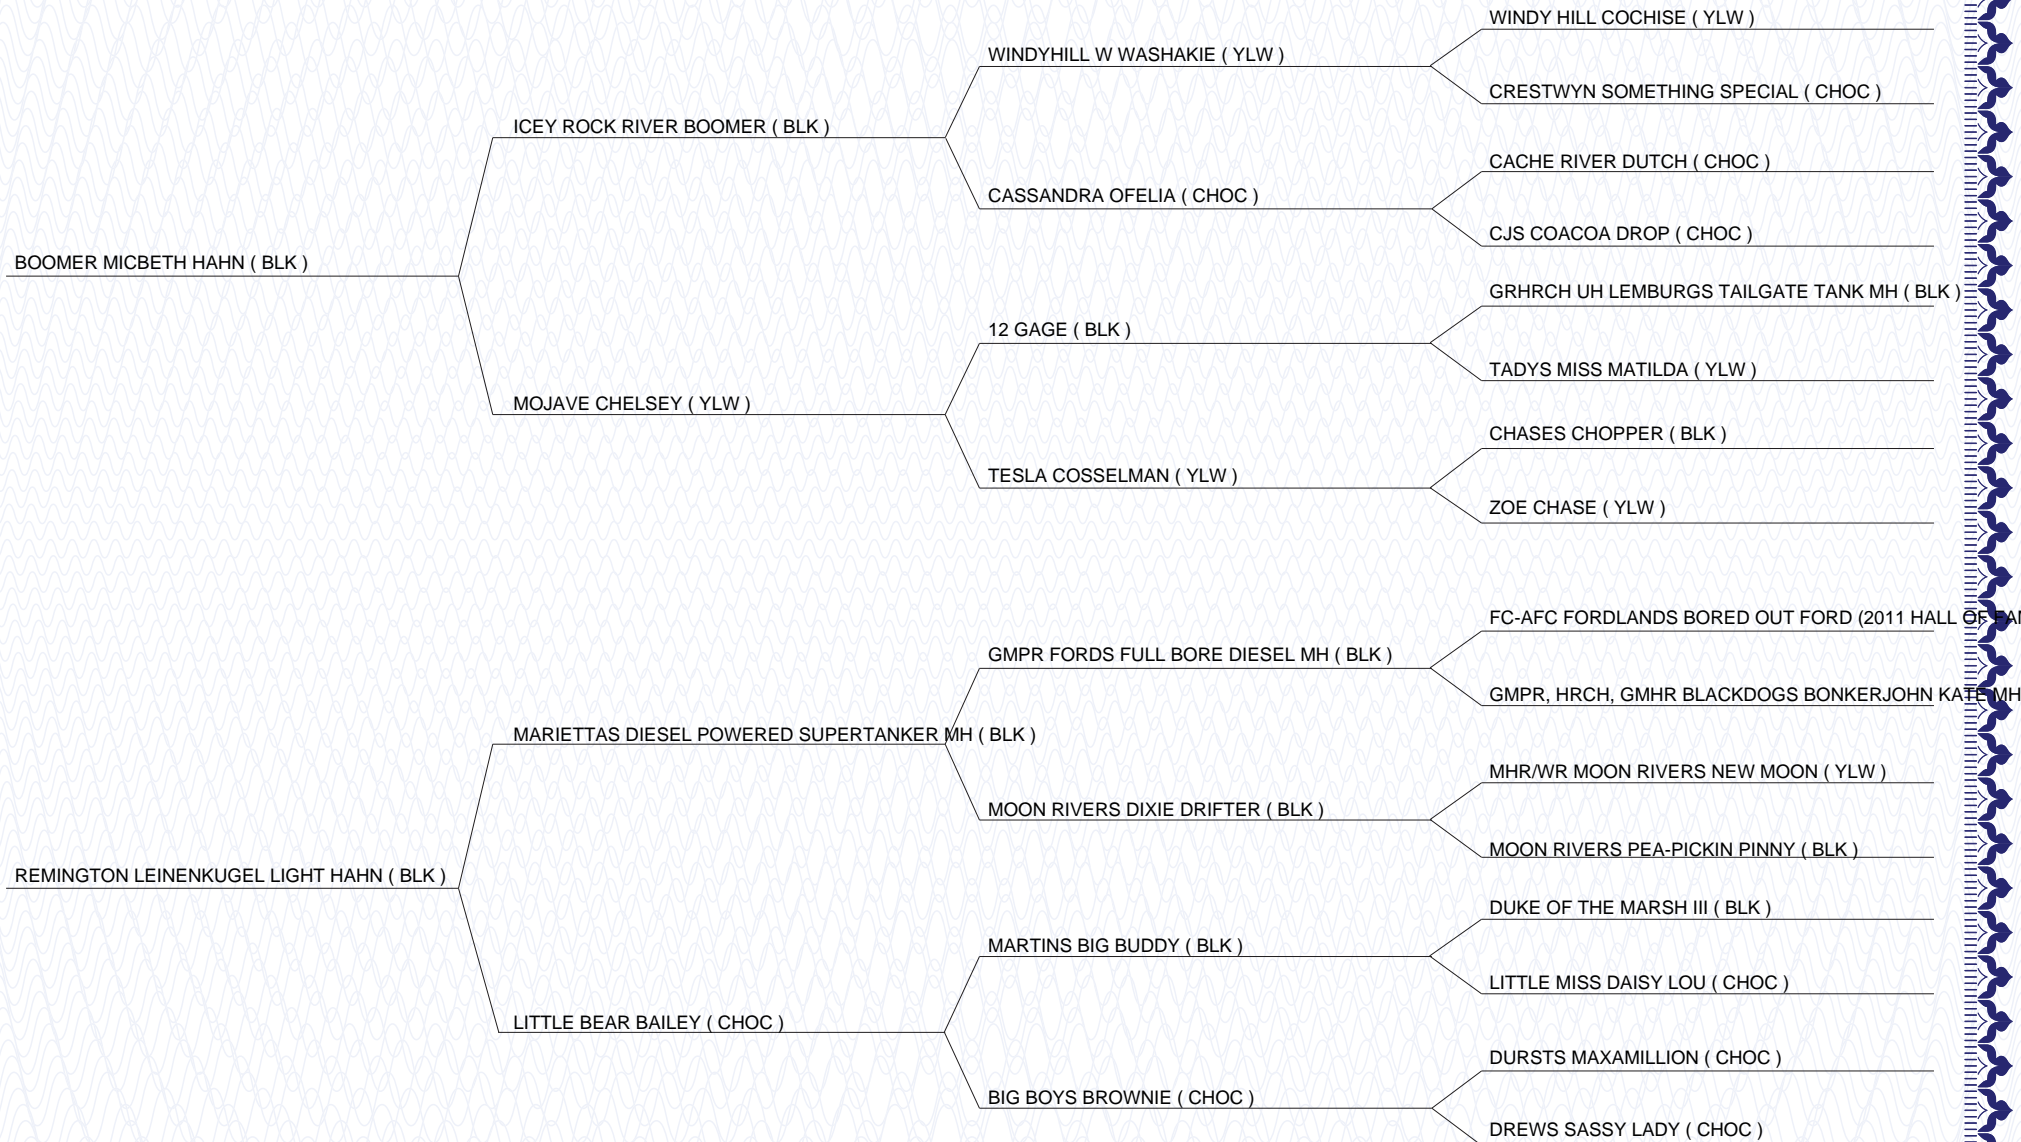 WINDY HILL COCHISE ( YLW )
WINDYHILL W WASHAKIE ( YLW )
CRESTWYN SOMETHING SPECIAL ( CHOC )
ICEY ROCK RIVER BOOMER ( BLK )
CACHE RIVER DUTCH ( CHOC )
CASSANDRA OFELIA ( CHOC )
CJS COACOA DROP ( CHOC )
BOOMER MICBETH HAHN ( BLK )
GRHRCH UH LEMBURGS TAILGATE TANK MH ( BLK )
12 GAGE ( BLK )
TADYS MISS MATILDA ( YLW )
MOJAVE CHELSEY ( YLW )
CHASES CHOPPER ( BLK )
TESLA COSSELMAN ( YLW )
ZOE CHASE ( YLW )
FC-AFC FORDLANDS BORED OUT FORD (2011 HALL OF
GMPR FORDS FULL BORE DIESEL MH ( BLK )
GMPR, HRCH, GMHR BLACKDOGS BONKERJOHN KATE MH
MARIETTAS DIESEL POWERED SUPERTANKER MH ( BLK )
MHR/WR MOON RIVERS NEW MOON ( YLW )
MOON RIVERS DIXIE DRIFTER ( BLK )
MOON RIVERS PEA-PICKIN PINNY ( BLK )
REMINGTON LEINENKUGEL LIGHT HAHN ( BLK )
DUKE OF THE MARSH III ( BLK )
MARTINS BIG BUDDY ( BLK )
LITTLE MISS DAISY LOU ( CHOC )
LITTLE BEAR BAILEY ( CHOC )
DURSTS MAXAMILLION ( CHOC )
BIG BOYS BROWNIE ( CHOC )
DREWS SASSY LADY ( CHOC )